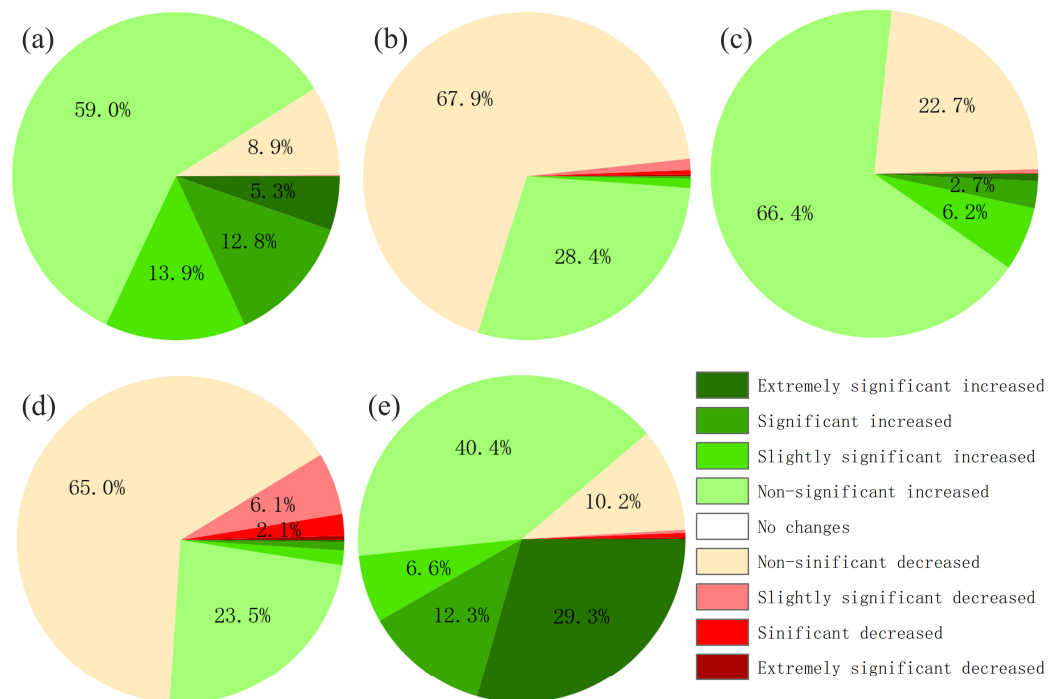 (a)
59.0%
8.9%
5.3%
12.8%
13.9%
(b)
67.9%
28.4%
(c)
22.7%
2.7%
6.2%
66.4%
(d)
65.0%
6.1%
2.1%
23.5%
(e)
40.4%
10.2%
6.6%
12.3%
29.3%
Extremely significant increased
Significant increased
Slightly significant increased
Non-significant increased
No changes
Non-sinificant decreased
Slightly significant decreased
Sinificant decreased
Extremely significant decreased